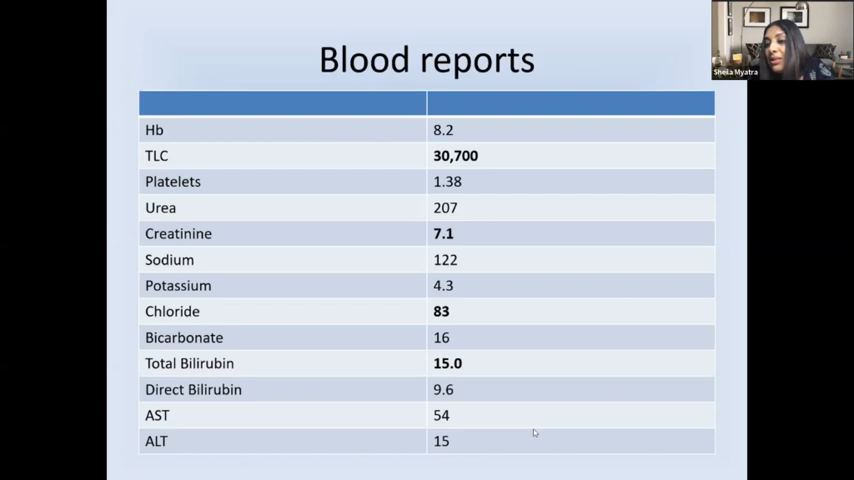 Blood reports
Sheila Myatra
Hb 8.2
TLC 30,700
Platelets 1.38
Urea 207
Creatinine 7.1
Sodium 122
Potassium 4.3
Chloride 83
Bicarbonate 16
Total Bilirubin 15.0
Direct Bilirubin 9.6
AST 54
ALT 15